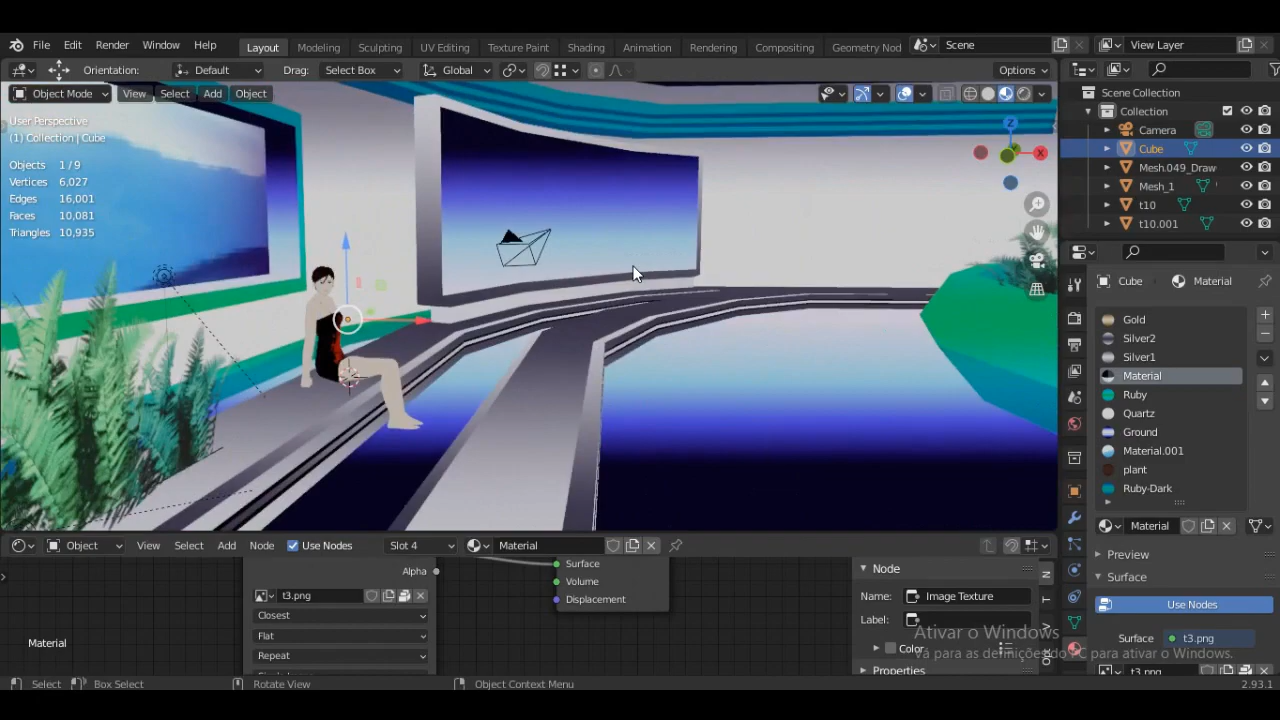 File Edit Render Window Help Layout Modeling Sculpting UV Editing Texture Paint Shading Animation Rendering Compositing Geometry Nod Scene View Layer
Orientation: Default Drag: Select Box Global Options
Object Mode View Select Add Object
User Perspective
(1) Collection | Cube
Objects 1/9
Vertices 6,027
Edges 16,001
Faces 10,081
Triangles 10,935
Z
X
Scene Collection
Collection
Camera
Cube
Mesh.049_Draw
Mesh_1
t10
t10.001
Cube Material
Gold
Silver2
Silver1
Material
Ruby
Quartz
Ground
Material.001
plant
Ruby-Dark
Material
Preview
Surface
Use Nodes
Surface t3.png
t3.png
Object View Select Add Node Use Nodes Slot 4 Material
Alpha
t3.png
Closest
Flat
Repeat
Surface
Volume
Displacement
Material
Node
Name: Image Texture
Label:
Color
Properties
N
T
V
Ativar o Windows
Vá para as definições do PC para ativar o Windows.
Select Box Select Rotate View Object Context Menu 2.93.1